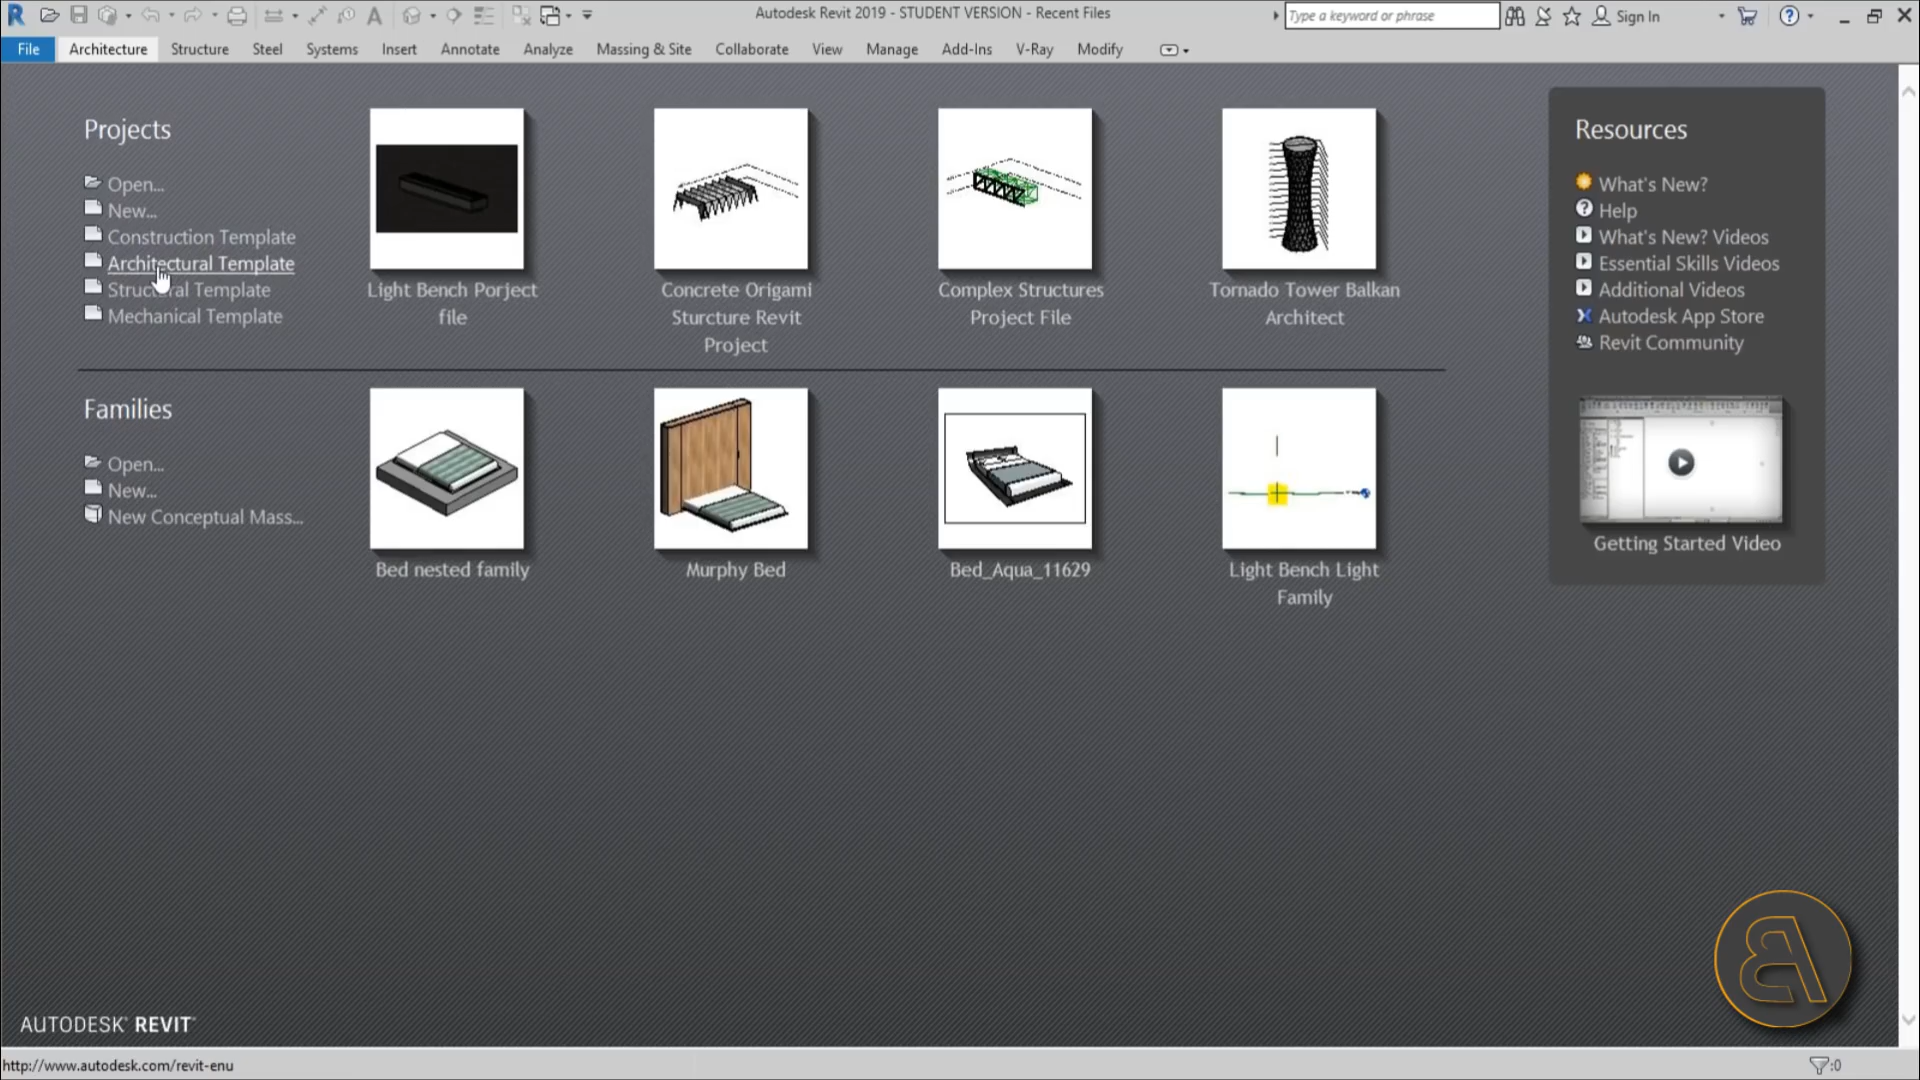 Autodesk Revit 2019 - STUDENT VERSION - Recent Files
Type a keyword or phrase
Sign In
File
Architecture
Structure
Steel
Systems
Insert
Annotate
Analyze
Massing & Site
Collaborate
View
Manage
Add-Ins
V-Ray
Modify
Projects
Open...
New...
Construction Template
Architectural Template
Structural Template
Mechanical Template
Light Bench Porject
file
Concrete Origami
Sturcture Revit
Project
Complex Structures
Project File
Tornado Tower Balkan
Architect
Families
Open...
New...
New Conceptual Mass...
Bed nested family
Murphy Bed
Bed_Aqua_11629
Light Bench Light
Family
Resources
What's New?
Help
What's New? Videos
Essential Skills Videos
Additional Videos
Autodesk App Store
Revit Community
Getting Started Video
AUTODESK® REVIT®
http://www.autodesk.com/revit-enu
:0